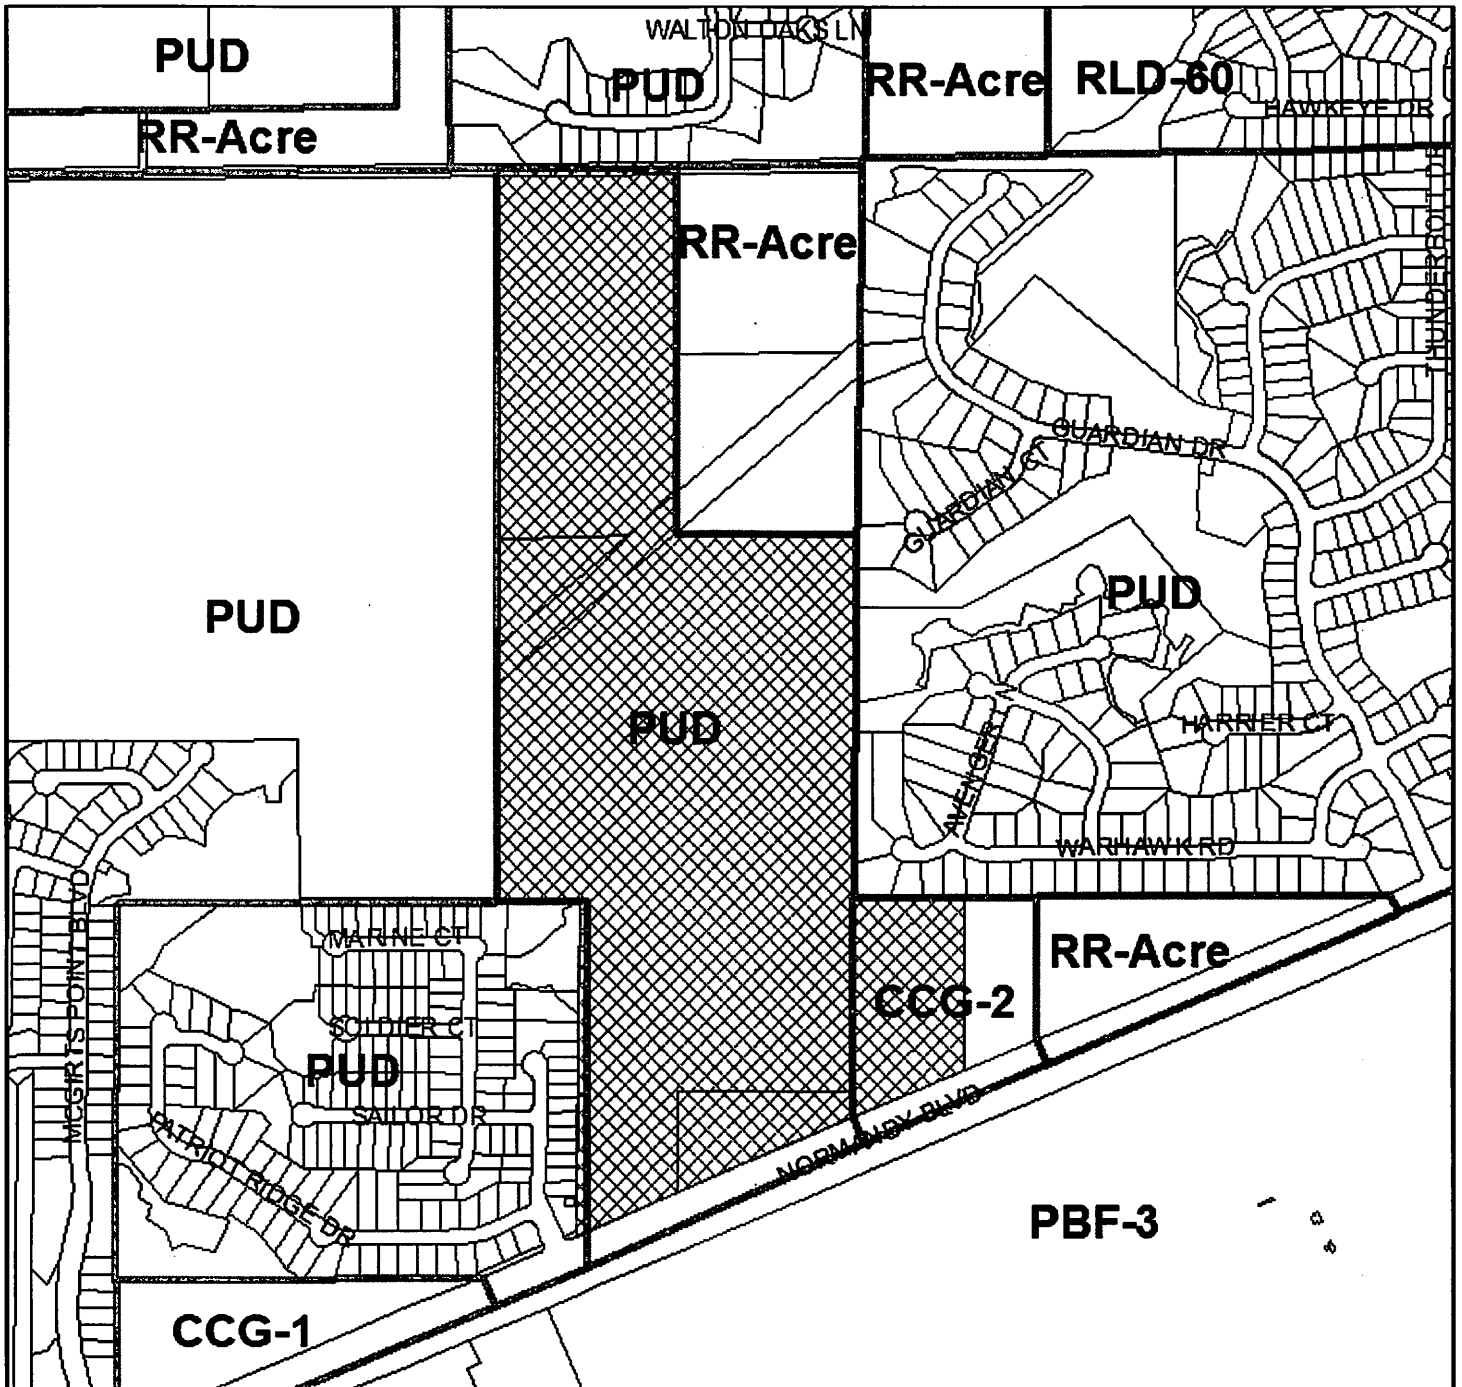 WALTON OAKS LN
PUD
PUD
RR-Acre
RLD-60
HAWKEYE DR
RR-Acre
THUNDERBOLT DR
RR-Acre
GUARDIAN DR
GUARDIAN CT
PUD
PUD
PUD
HARRIER CT
AVENGER LN
WARHAWK RD
MCGIRTS POINT BLVD
MARINE CT
RR-Acre
CCG-2
SOLDIER CT
PUD
SAILOR DR
PATRIOT RIDGE DR
NORMANDY BLVD
PBF-3
CCG-1